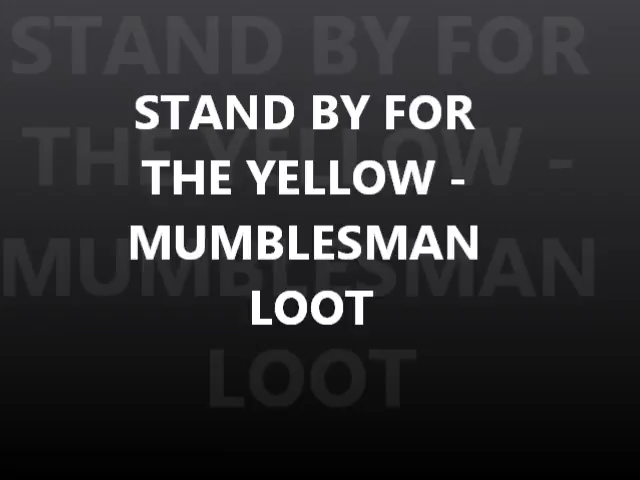 STAND BY FOR
THE YELLOW -
MUMBLESMAN
LOOT